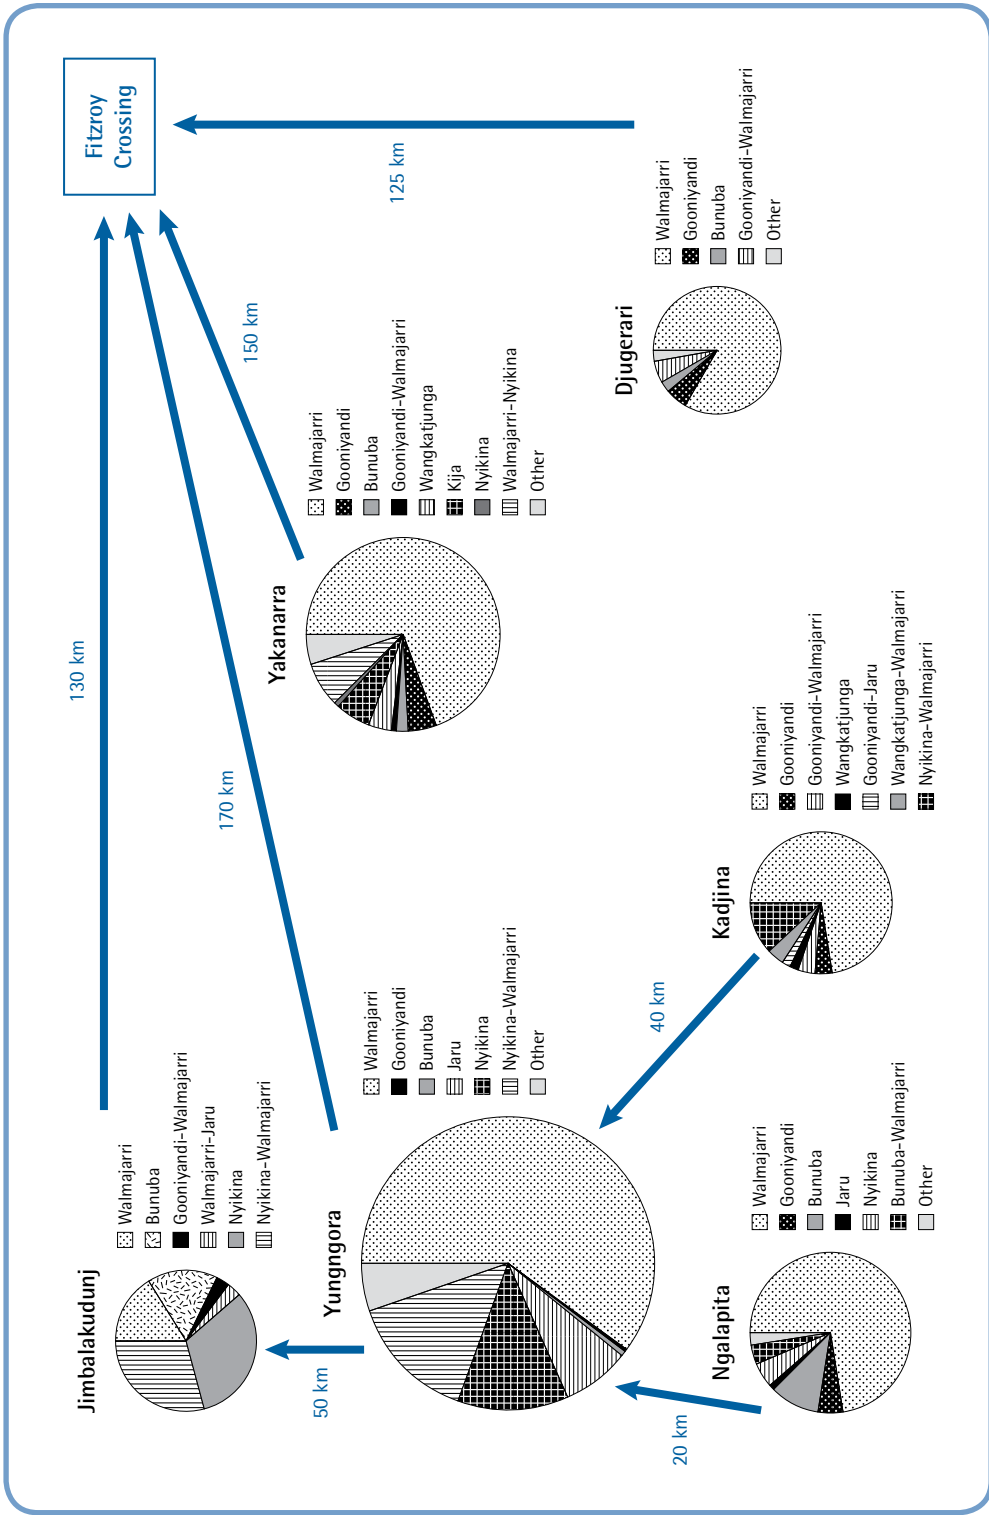 Fitzroy
Crossing
130 km
170 km
150 km
125 km
Jimbalakudunj
Walmajarri
Bunuba
Gooniyandi-Walmajarri
Walmajarri-Jaru
Nyikina
Nyikina-Walmajarri
50 km
Yungngora
Walmajarri
Gooniyandi
Bunuba
Jaru
Nyikina
Nyikina-Walmajarri
Other
Yakanarra
Walmajarri
Gooniyandi
Bunuba
Gooniyandi-Walmajarri
Wangkatjunga
Kija
Nyikina
Walmajarri-Nyikina
Other
Djugerari
Walmajarri
Gooniyandi
Bunuba
Gooniyandi-Walmajarri
Other
20 km
40 km
Ngalapita
Walmajarri
Gooniyandi
Bunuba
Jaru
Nyikina
Bunuba-Walmajarri
Other
Kadjina
Walmajarri
Gooniyandi
Gooniyandi-Walmajarri
Wangkatjunga
Gooniyandi-Jaru
Wangkatjunga-Walmajarri
Nyikina-Walmajarri